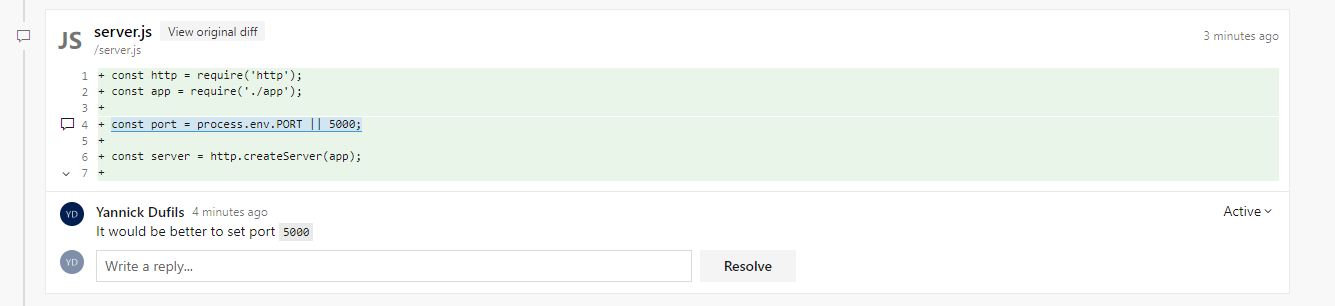 JS server.js View original diff
/server.js 3 minutes ago
1 + const http = require('http');
2 + const app = require('./app');
3 +
4 + const port = process.env.PORT || 5000;
5 +
6 + const server = http.createServer(app);
7 +
YD Yannick Dufils 4 minutes ago Active
It would be better to set port 5000
YD Write a reply... Resolve